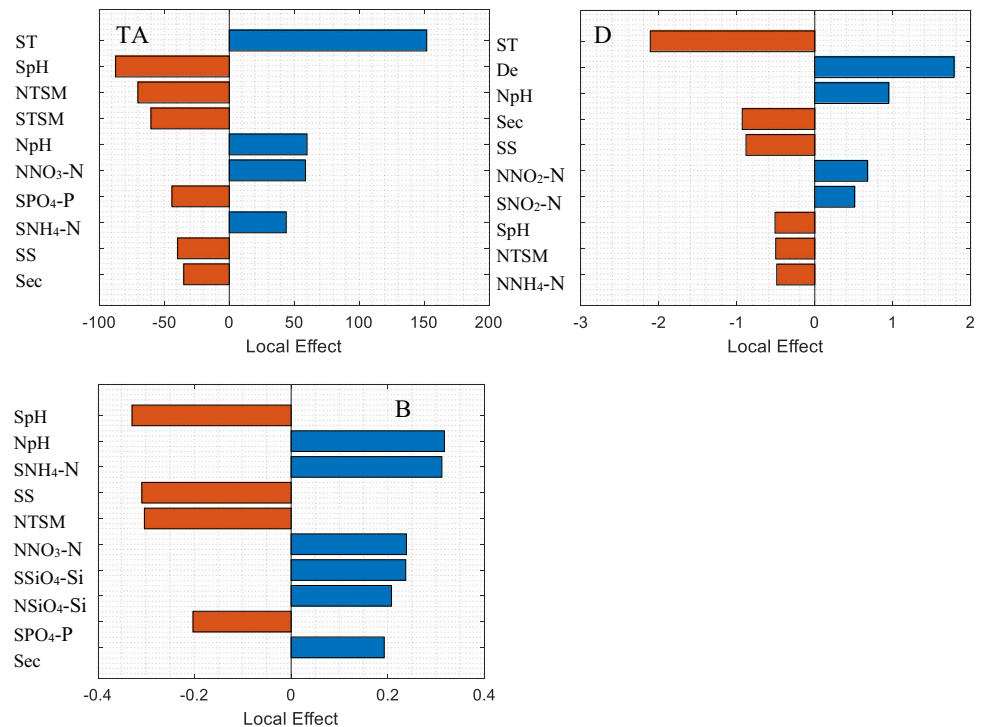 TA
ST
SpH
NTSM
STSM
NpH
NNO₃-N
SPO₄-P
SNH₄-N
SS
Sec
-100 -50 0 50 100 150 200
Local Effect
D
ST
De
NpH
Sec
SS
NNO₂-N
SNO₂-N
SpH
NTSM
NNH₄-N
-3 -2 -1 0 1 2
Local Effect
B
SpH
NpH
SNH₄-N
SS
NTSM
NNO₃-N
SSiO₄-Si
NSiO₄-Si
SPO₄-P
Sec
-0.4 -0.2 0 0.2 0.4
Local Effect